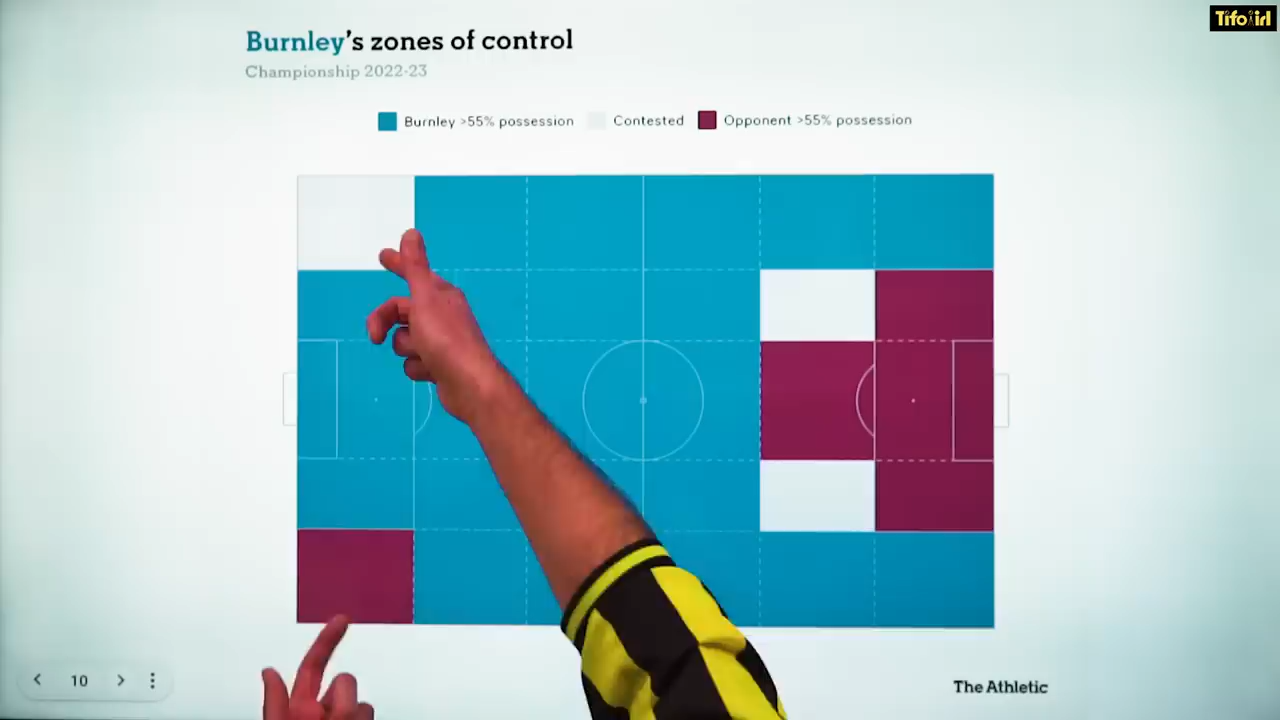 Tifo irl
Burnley's zones of control
Championship 2022-23
Burnley >55% possession
Contested
Opponent >55% possession
10
The Athletic